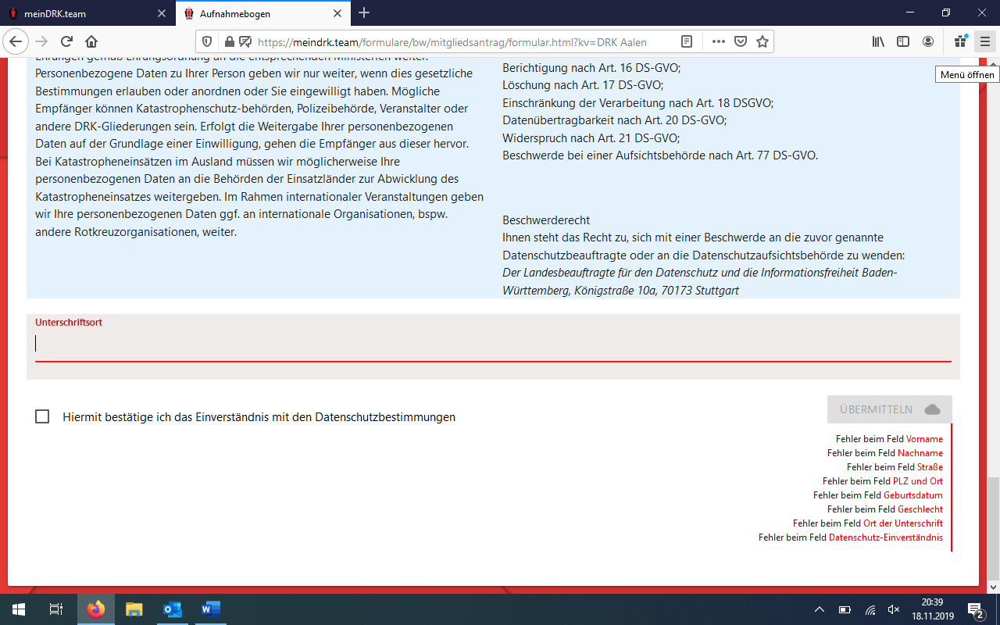 meinDRK.team
Aufnahmebogen
https://meindrk.team/formulare/bw/mitgliedsantrag/formular.html?kv=DRK Aalen
Menü öffnen
Ehrungen gemäß Ehrungsordnung an die entsprechenden Ministerien weiter.
Personenbezogene Daten zu Ihrer Person geben wir nur weiter, wenn dies gesetzliche
Bestimmungen erlauben oder anordnen oder Sie eingewilligt haben. Mögliche
Empfänger können Katastrophenschutz-behörden, Polizeibehörde, Veranstalter oder
andere DRK-Gliederungen sein. Erfolgt die Weitergabe Ihrer personenbezogenen
Daten auf der Grundlage einer Einwilligung, gehen die Empfänger aus dieser hervor.
Bei Katastropheneinsätzen im Ausland müssen wir möglicherweise Ihre
personenbezogenen Daten an die Behörden der Einsatzländer zur Abwicklung des
Katastropheneinsatzes weitergeben. Im Rahmen internationaler Veranstaltungen geben
wir Ihre personenbezogenen Daten ggf. an internationale Organisationen, bspw.
andere Rotkreuzorganisationen, weiter.
Berichtigung nach Art. 16 DS-GVO;
Löschung nach Art. 17 DS-GVO;
Einschränkung der Verarbeitung nach Art. 18 DSGVO;
Datenübertragbarkeit nach Art. 20 DS-GVO;
Widerspruch nach Art. 21 DS-GVO;
Beschwerde bei einer Aufsichtsbehörde nach Art. 77 DS-GVO.
Beschwerderecht
Ihnen steht das Recht zu, sich mit einer Beschwerde an die zuvor genannte
Datenschutzbeauftragte oder an die Datenschutzaufsichtsbehörde zu wenden:
Der Landesbeauftragte für den Datenschutz und die Informationsfreiheit Baden-
Württemberg, Königstraße 10a, 70173 Stuttgart
Unterschriftsort
Hiermit bestätige ich das Einverständnis mit den Datenschutzbestimmungen
ÜBERMITTELN
Fehler beim Feld Vorname
Fehler beim Feld Nachname
Fehler beim Feld Straße
Fehler beim Feld PLZ und Ort
Fehler beim Feld Geburtsdatum
Fehler beim Feld Geschlecht
Fehler beim Feld Ort der Unterschrift
Fehler beim Feld Datenschutz-Einverständnis
20:39
18.11.2019
2